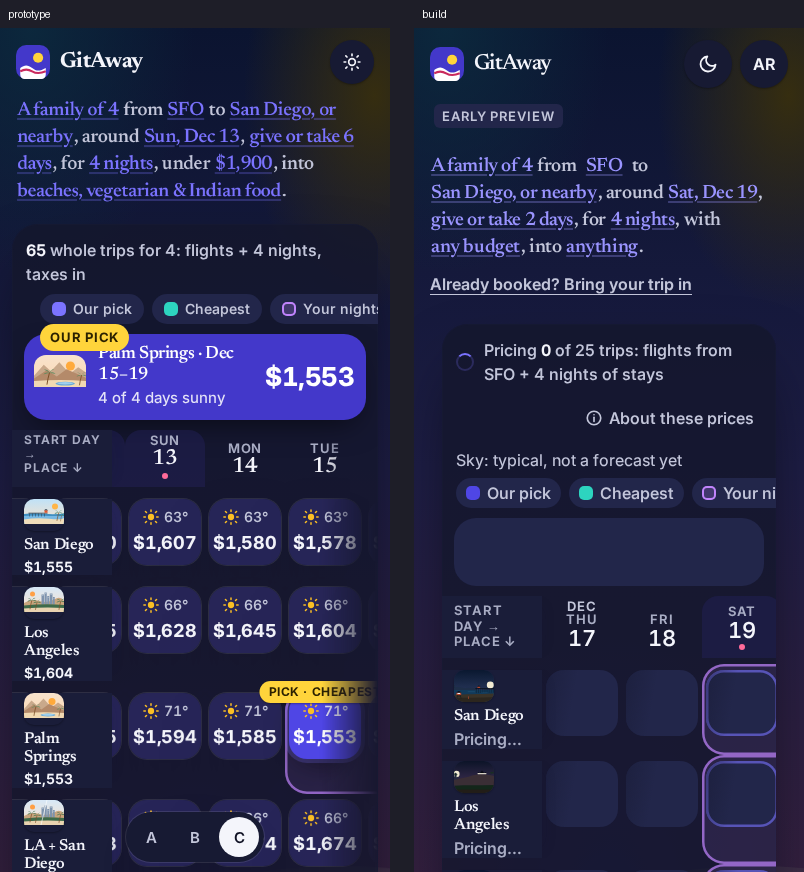 prototype
GitAway
A family of 4 from SFO to San Diego, or
nearby, around Sun, Dec 13, give or take 6
days, for 4 nights, under $1,900, into
beaches, vegetarian & Indian food.
65 whole trips for 4: flights + 4 nights,
taxes in
Our pick
Cheapest
Your nights
OUR PICK
Palm Springs · Dec
15–19
4 of 4 days sunny
$1,553
START DAY
→
PLACE ↓
SUN
13
MON
14
TUE
15
San Diego
$1,555
63°
$1,607
63°
$1,580
63°
$1,578
Los
Angeles
$1,604
66°
$1,628
66°
$1,645
66°
$1,604
PICK · CHEAPEST
Palm
Springs
$1,553
71°
$1,594
71°
$1,585
71°
$1,553
LA + San
Diego
66°
66°
$1,674
A
B
C
build
GitAway
AR
EARLY PREVIEW
A family of 4 from SFO to
San Diego, or nearby, around Sat, Dec 19,
give or take 2 days, for 4 nights, with
any budget, into anything.
Already booked? Bring your trip in
Pricing 0 of 25 trips: flights from
SFO + 4 nights of stays
About these prices
Sky: typical, not a forecast yet
Our pick
Cheapest
Your ni
START
DAY →
PLACE ↓
DEC
THU
17
FRI
18
SAT
19
San Diego
Pricing...
Los
Angeles
Pricing...